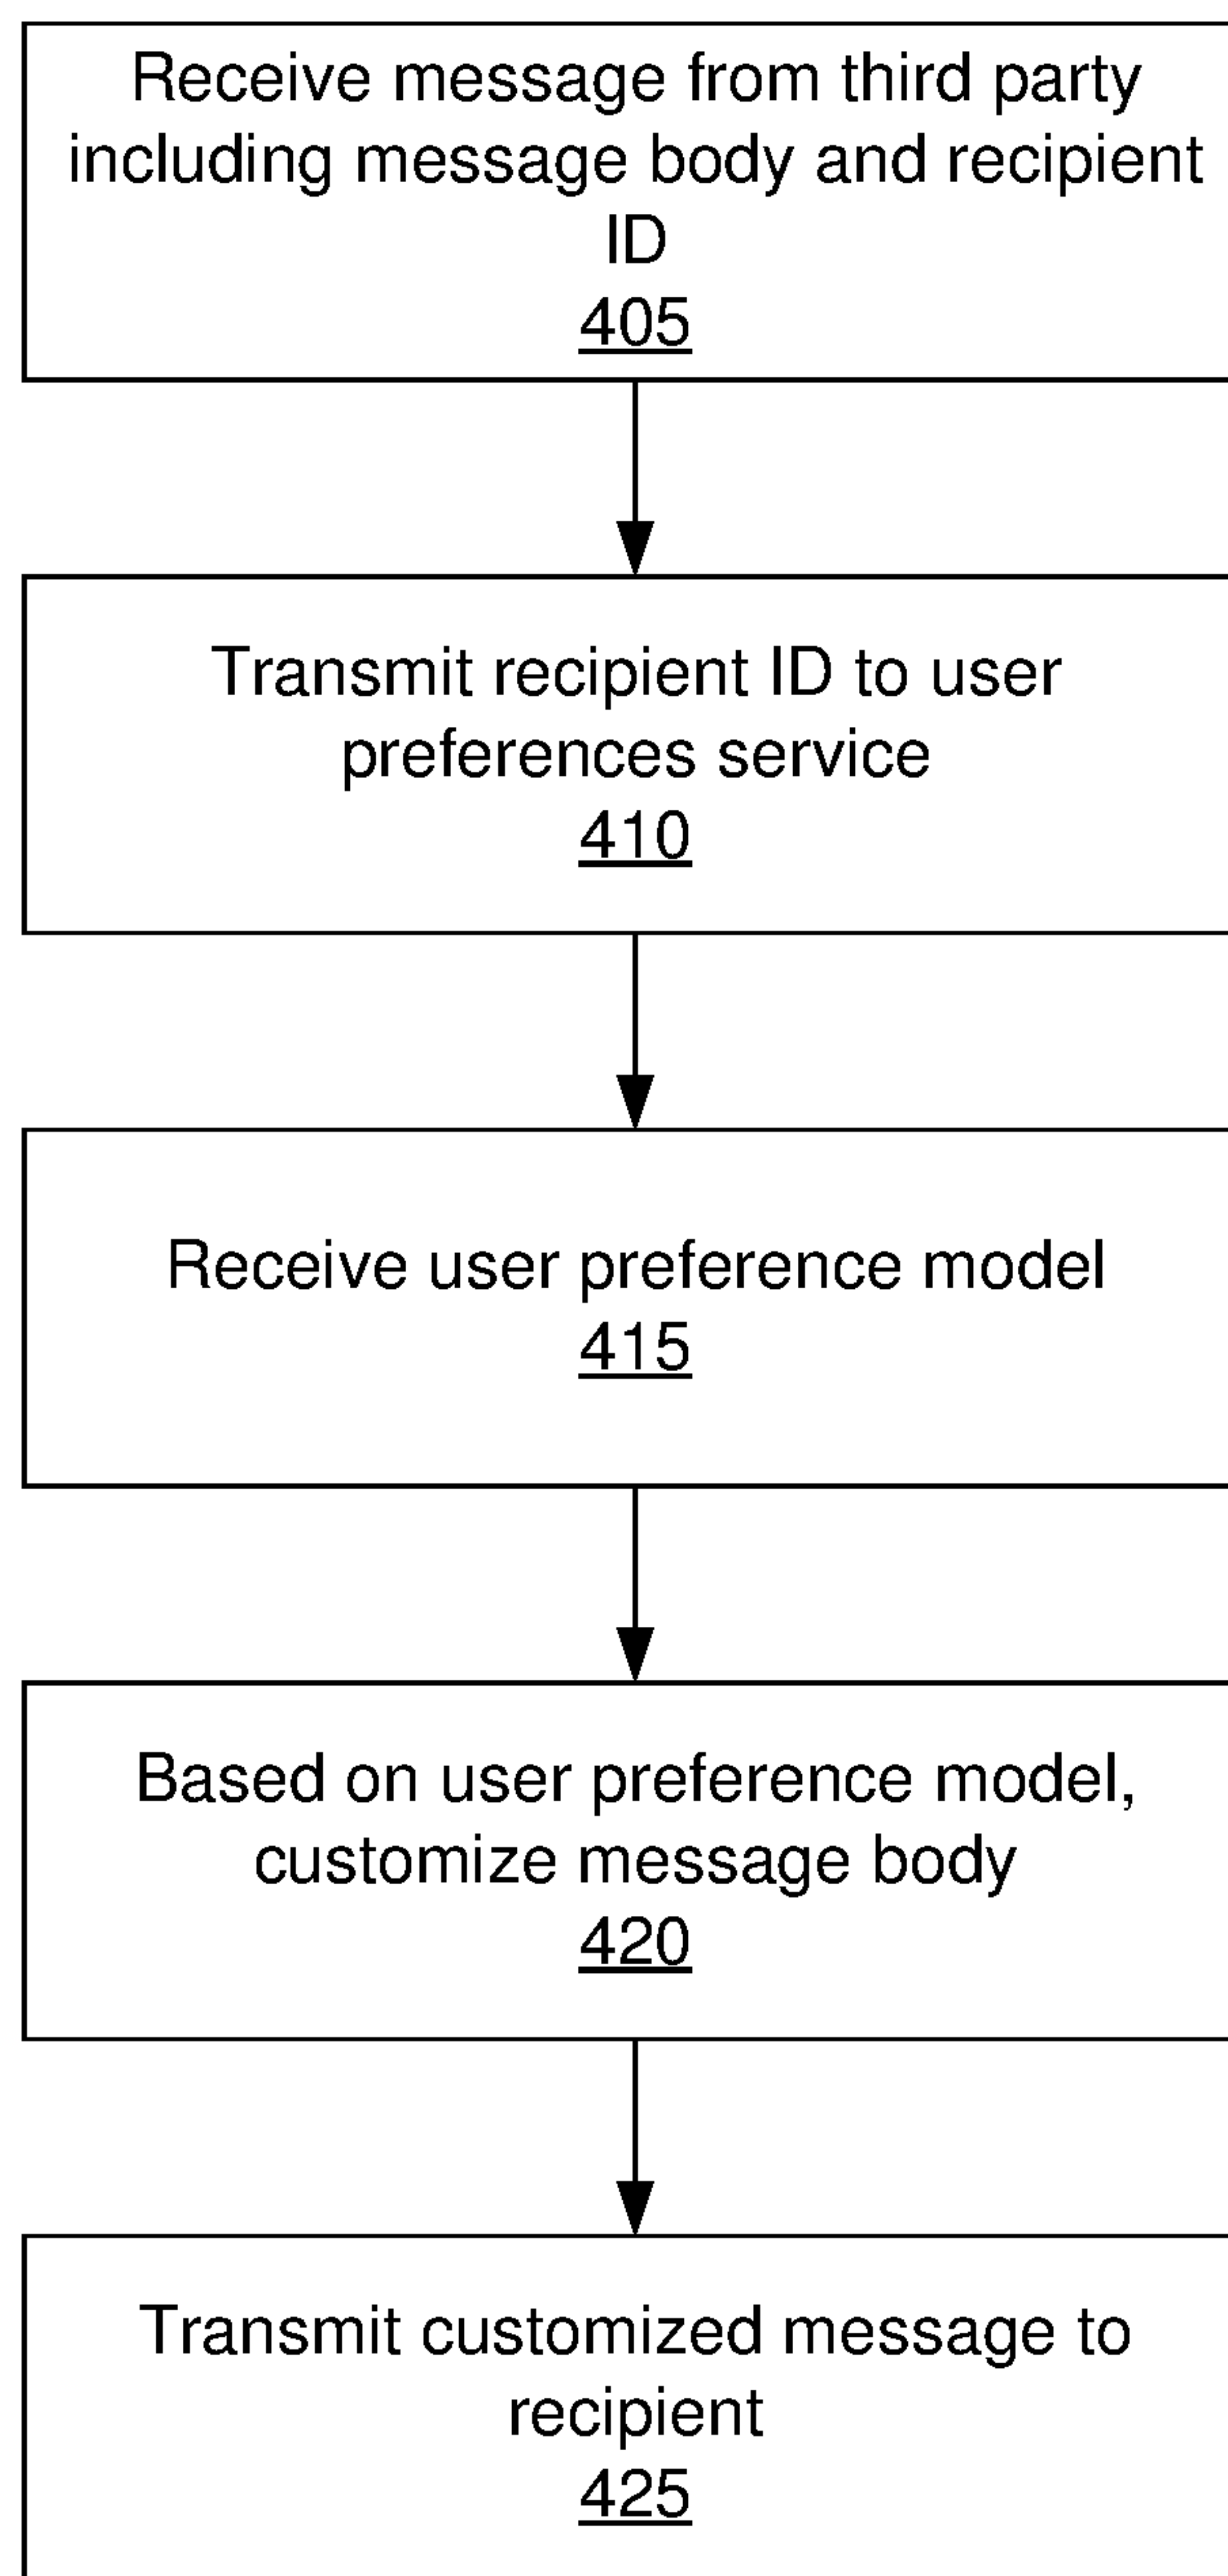 Receive message from third party
including message body and recipient
ID
405
Transmit recipient ID to user
preferences service
410
Receive user preference model
415
Based on user preference model,
customize message body
420
Transmit customized message to
recipient
425